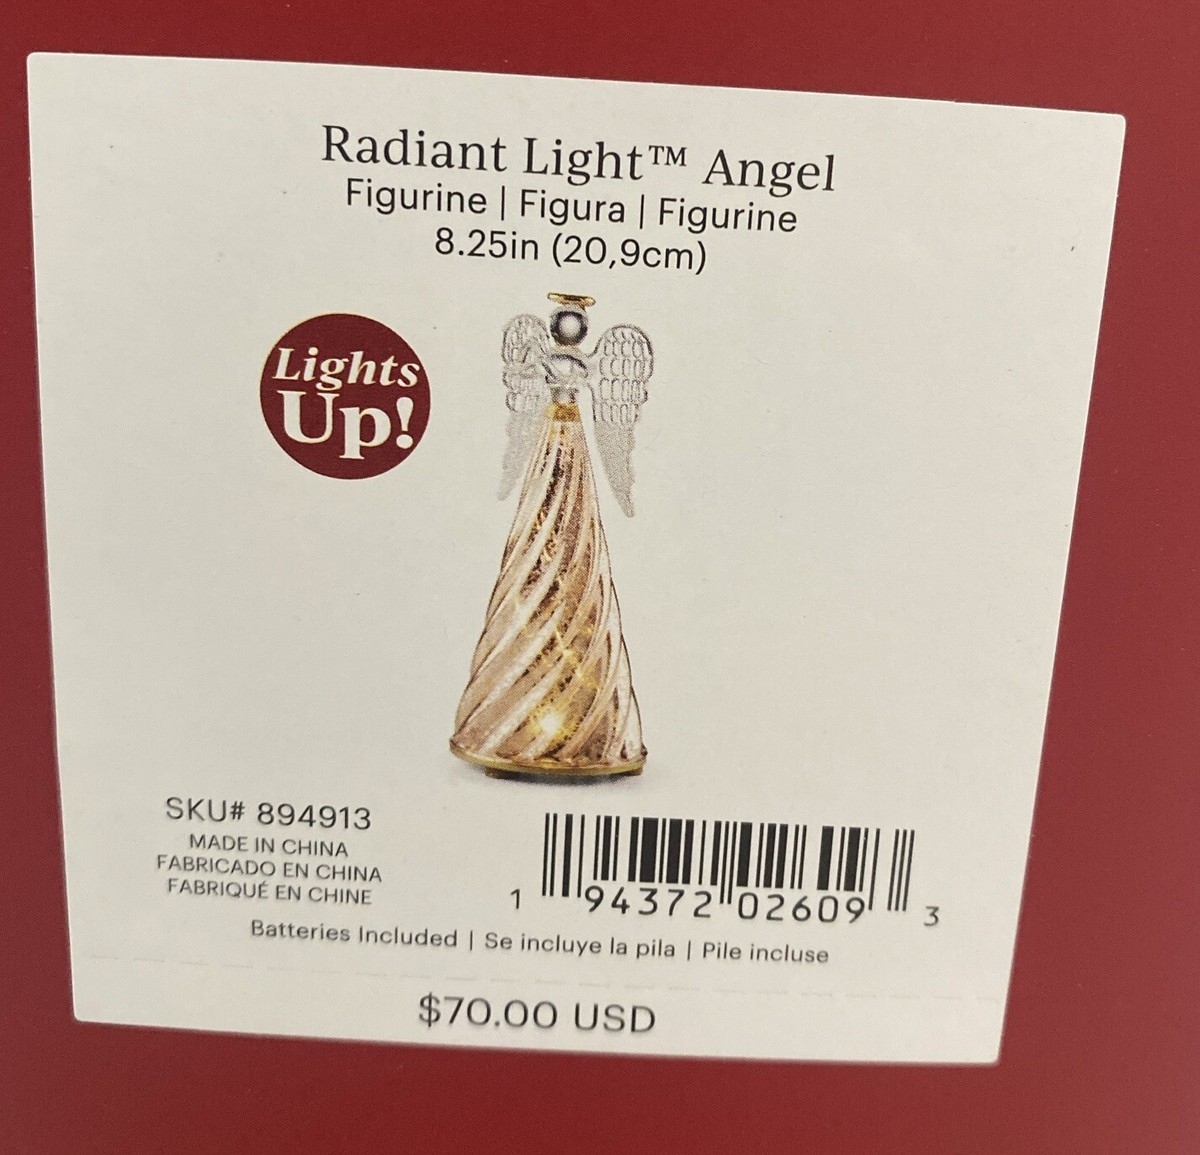 Radiant Light™ Angel
Figurine | Figura | Figurine
8.25in (20,9cm)
Lights
Up!
SKU# 894913
MADE IN CHINA
FABRICADO EN CHINA
FABRIQUÉ EN CHINE
1 94372 02609 3
Batteries Included | Se incluye la pila | Pile incluse
$70.00 USD